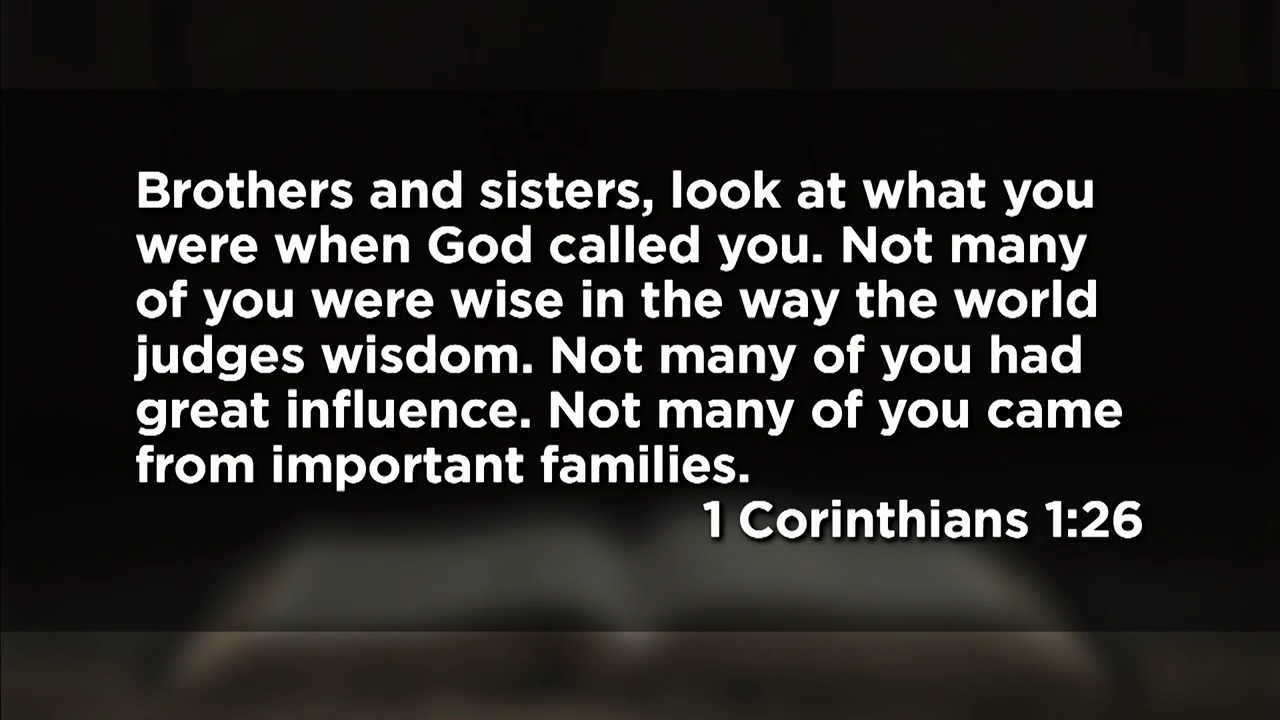 Brothers and sisters, look at what you
were when God called you. Not many
of you were wise in the way the world
judges wisdom. Not many of you had
great influence. Not many of you came
from important families.
1 Corinthians 1:26